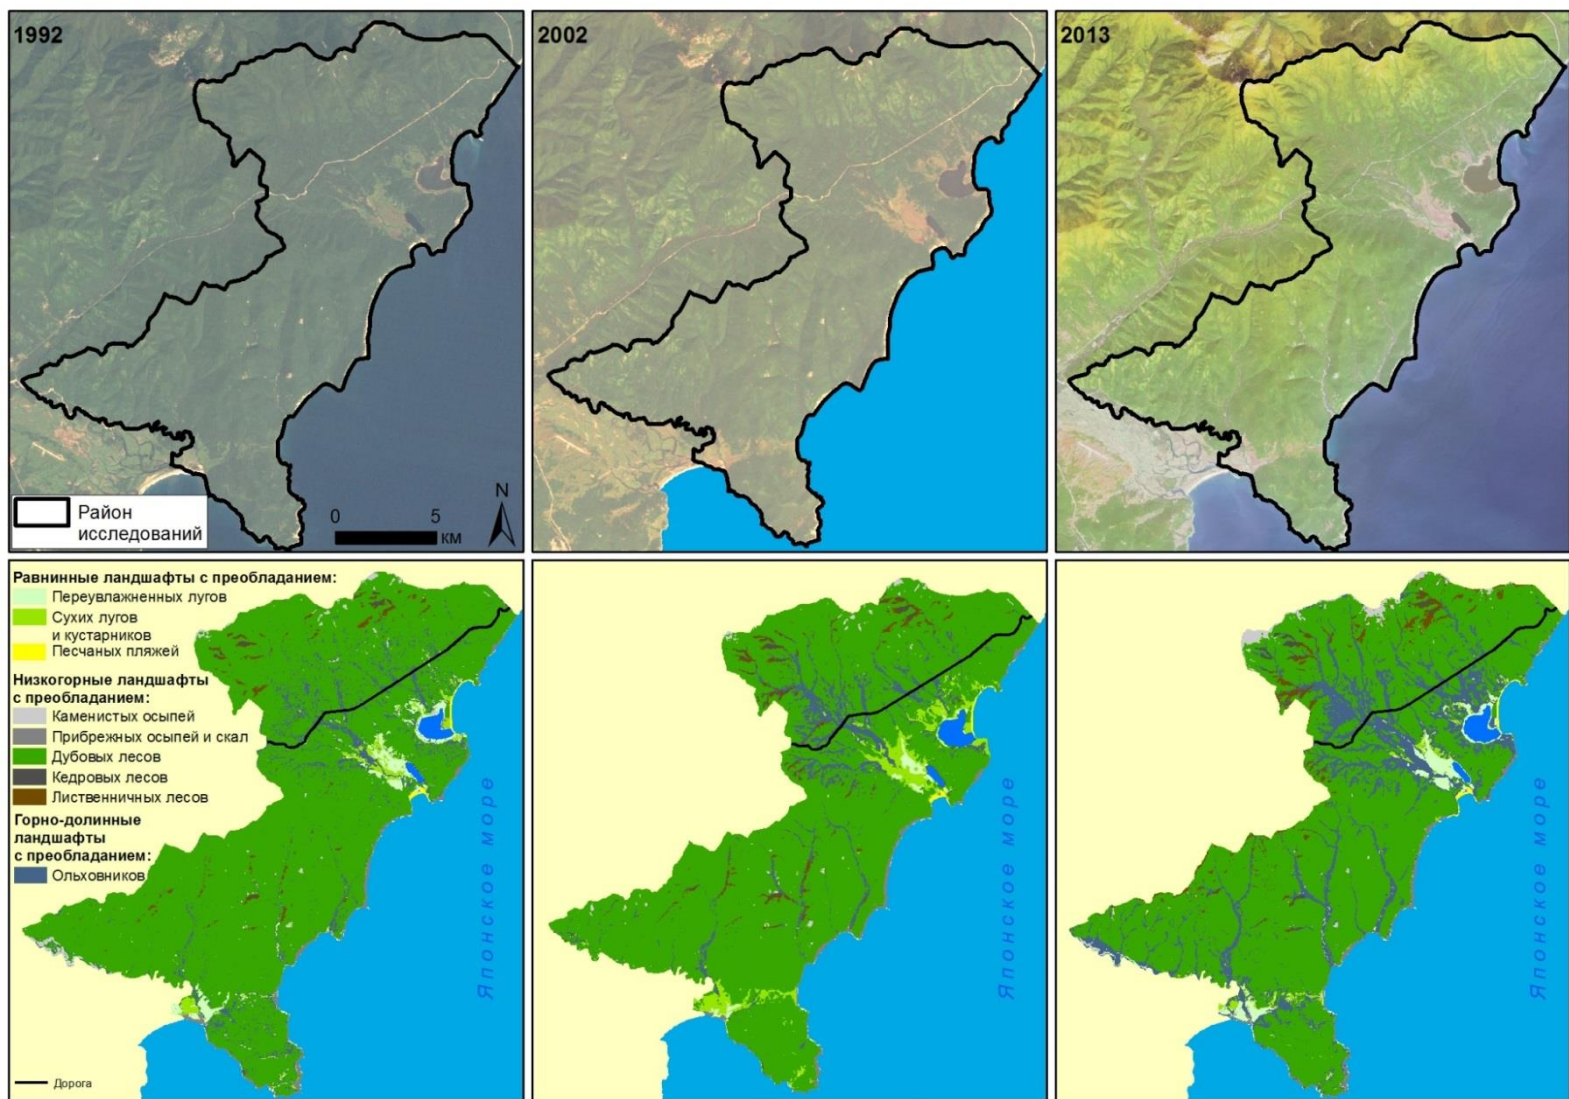 1992
2002
2013
Район
исследований
0
5
км
N
Равнинные ландшафты с преобладанием:
Переувлажненных лугов
Сухих лугов
и кустарников
Песчаных пляжей
Низкогорные ландшафты
с преобладанием:
Каменистых осыпей
Прибрежных осыпей и скал
Дубовых лесов
Кедровых лесов
Лиственничных лесов
Горно-долинные
ландшафты
с преобладанием:
Ольховников
Дорога
Японское море
Японское море
Японское море